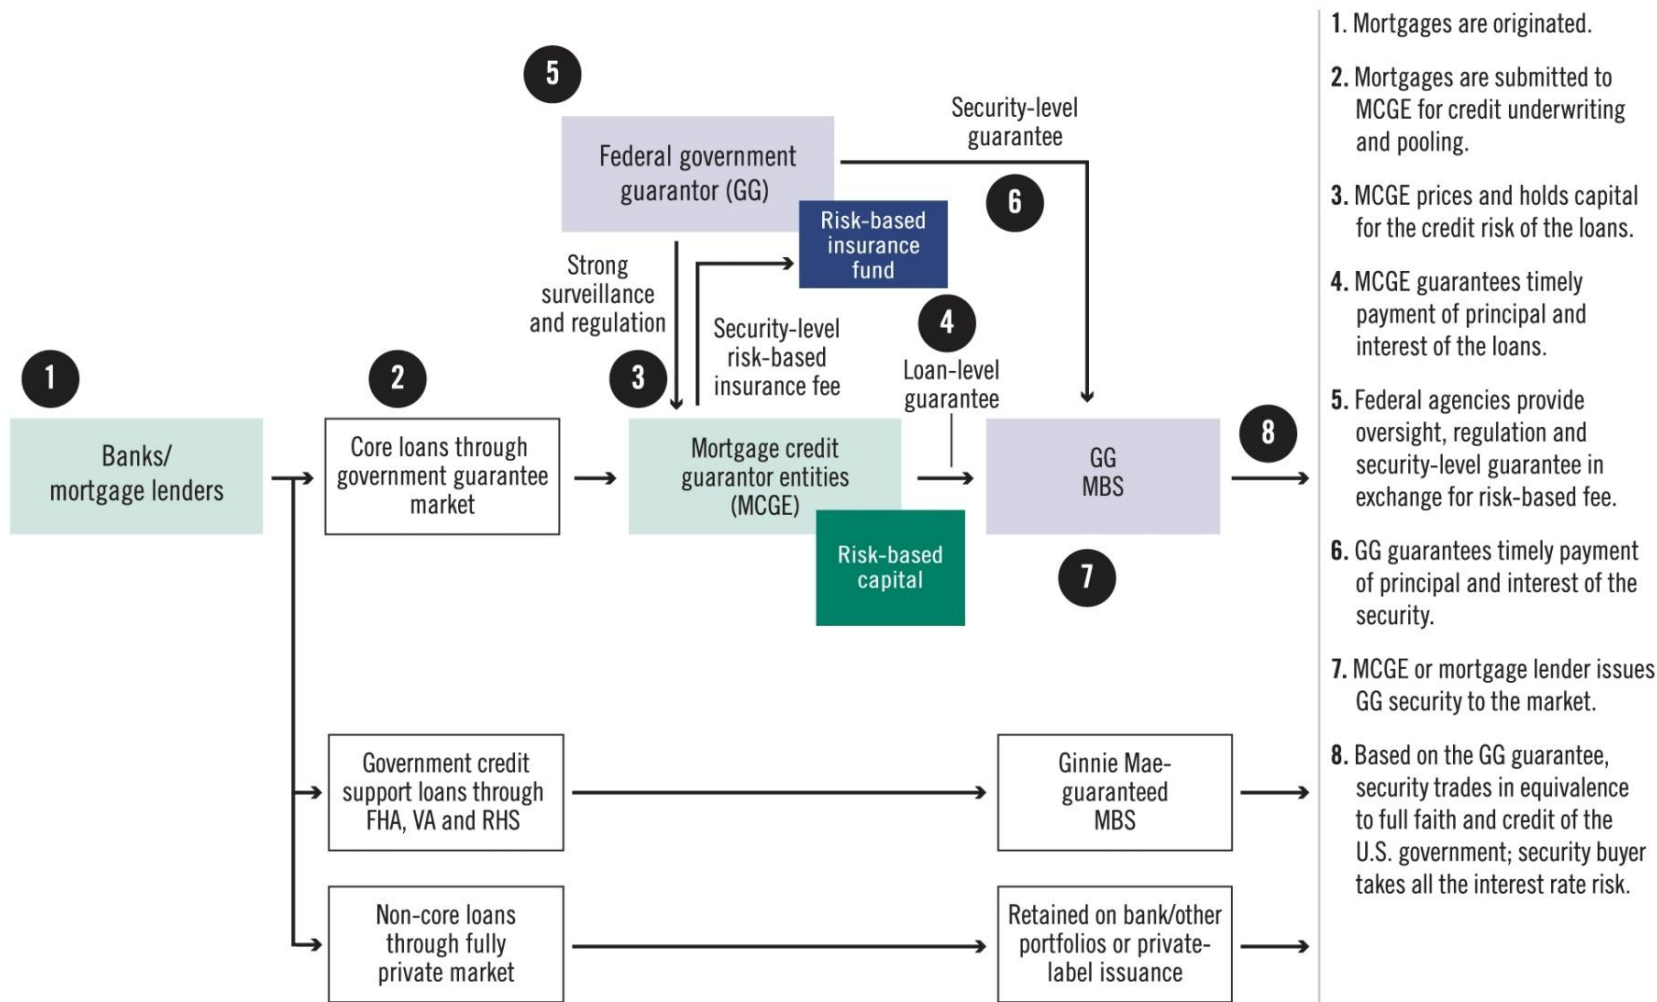 5
Federal government
guarantor (GG)
Security-level
guarantee
6
Risk-based
insurance
fund
Strong
surveillance
and regulation
Security-level
risk-based
insurance fee
4
Loan-level
guarantee
1
2
3
8
Banks/
mortgage lenders
Core loans through
government guarantee
market
Mortgage credit
guarantor entities
(MCGE)
GG
MBS
Risk-based
capital
7
Government credit
support loans through
FHA, VA and RHS
Ginnie Mae-
guaranteed
MBS
Non-core loans
through fully
private market
Retained on bank/other
portfolios or private-
label issuance
1. Mortgages are originated.
2. Mortgages are submitted to
MCGE for credit underwriting
and pooling.
3. MCGE prices and holds capital
for the credit risk of the loans.
4. MCGE guarantees timely
payment of principal and
interest of the loans.
5. Federal agencies provide
oversight, regulation and
security-level guarantee in
exchange for risk-based fee.
6. GG guarantees timely payment
of principal and interest of the
security.
7. MCGE or mortgage lender issues
GG security to the market.
8. Based on the GG guarantee,
security trades in equivalence
to full faith and credit of the
U.S. government; security buyer
takes all the interest rate risk.